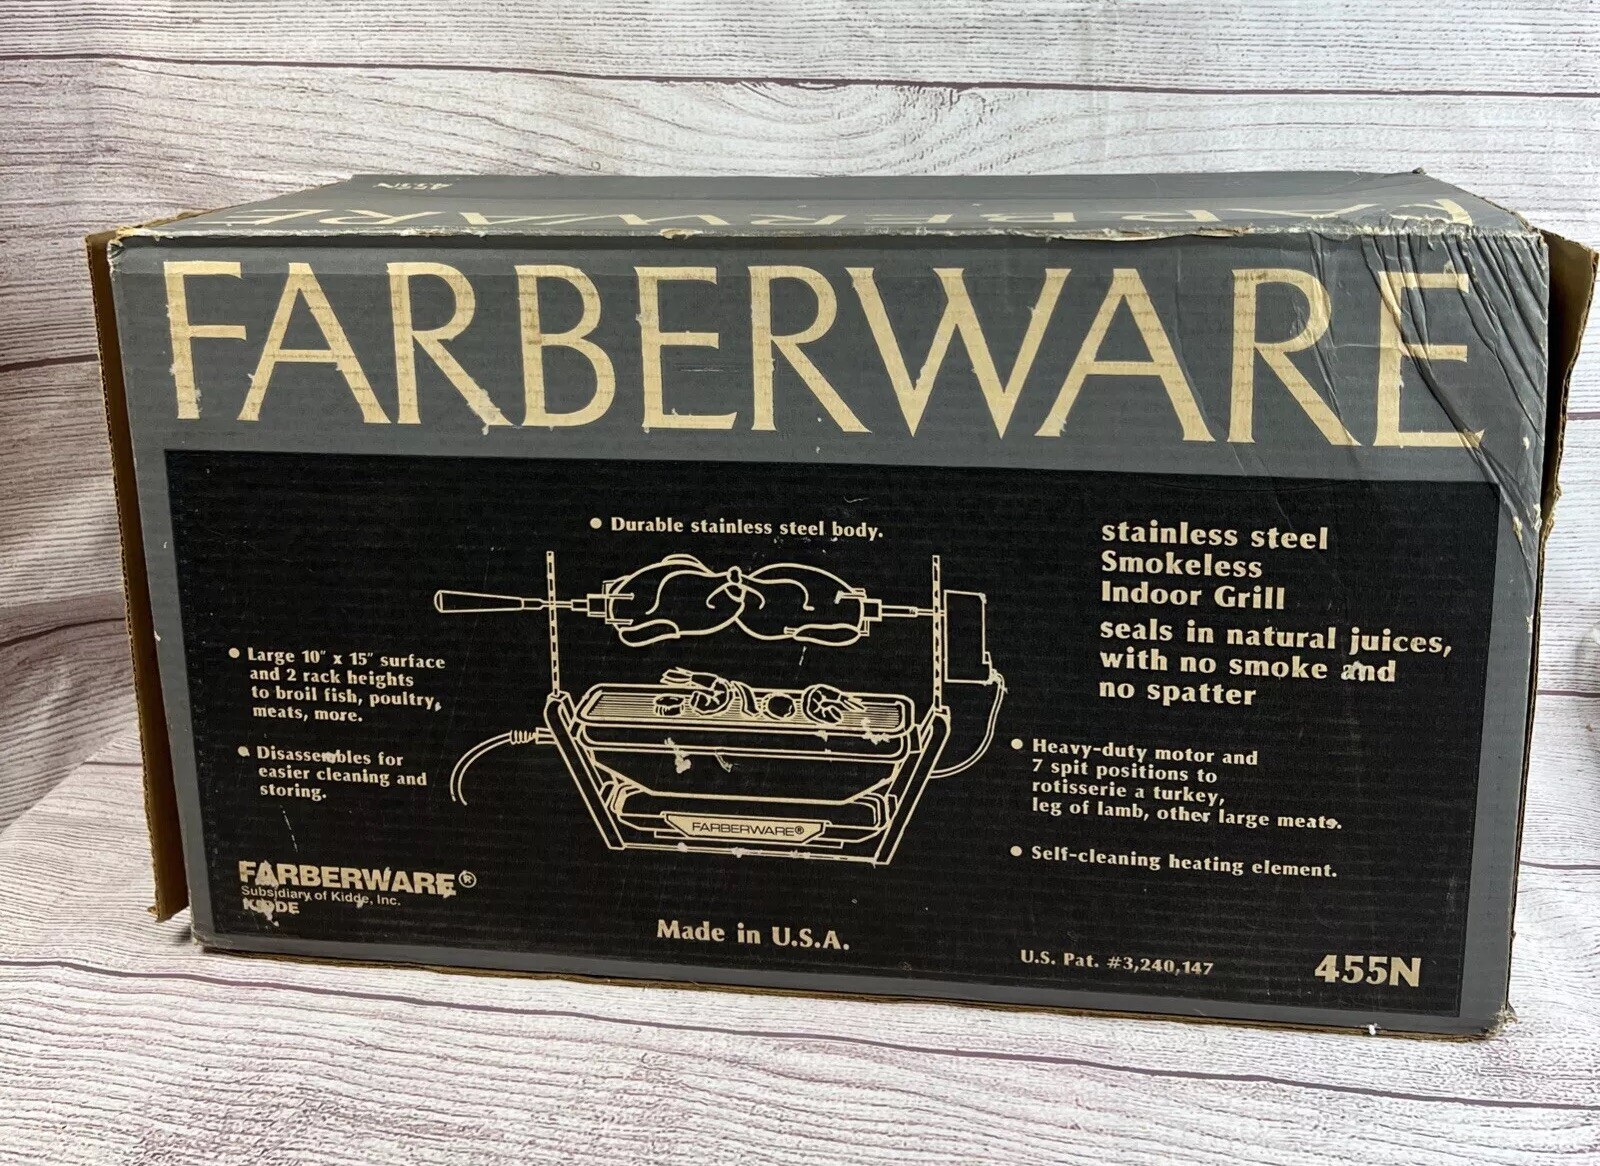 455N
FARBERWARE
FARBERWARE
• Durable stainless steel body.
stainless steel
Smokeless
Indoor Grill
seals in natural juices,
with no smoke and
no spatter
• Large 10" x 15" surface
and 2 rack heights
to broil fish, poultry,
meats, more.
• Disassembles for
easier cleaning and
storing.
• Heavy-duty motor and
7 spit positions to
rotisserie a turkey,
leg of lamb, other large meats.
• Self-cleaning heating element.
FARBERWARE®
FARBERWARE®
Subsidiary of Kidde, Inc.
KIDDE
Made in U.S.A.
U.S. Pat. #3,240,147
455N